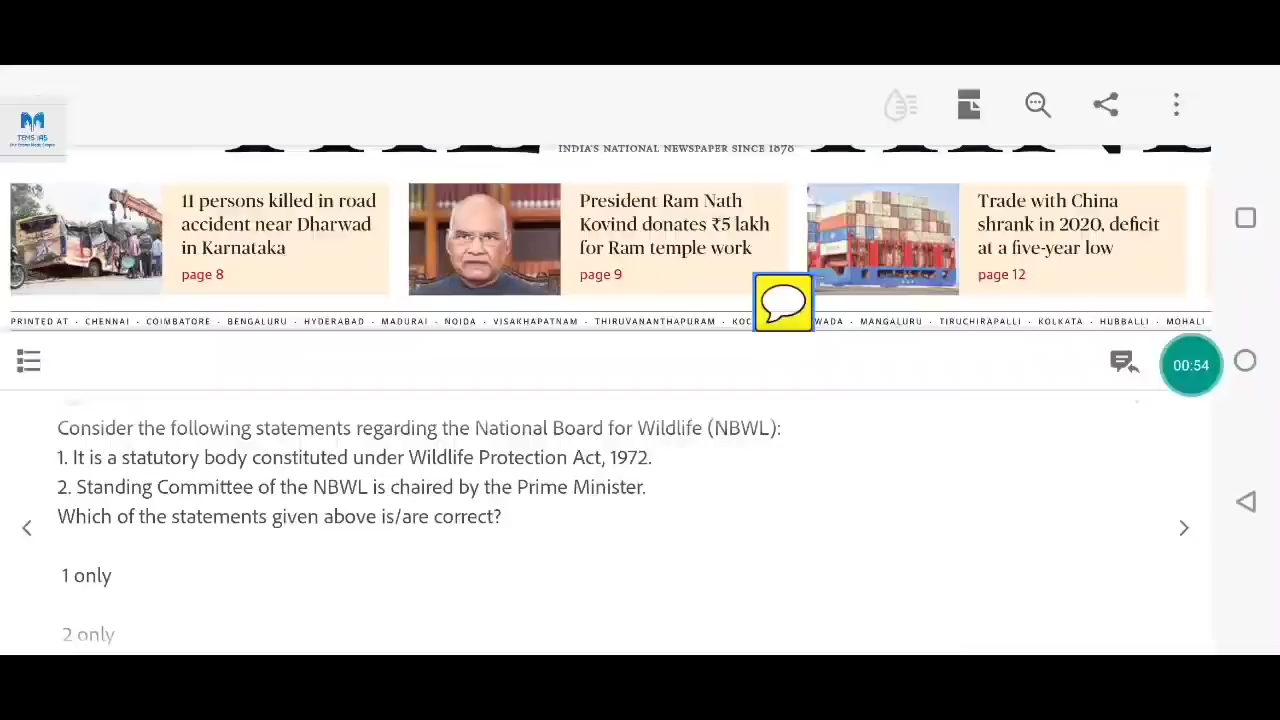 TEMS IAS
INDIA'S NATIONAL NEWSPAPER SINCE 1878
11 persons killed in road
accident near Dharwad
in Karnataka
page 8
President Ram Nath
Kovind donates ₹5 lakh
for Ram temple work
page 9
Trade with China
shrank in 2020, deficit
at a five-year low
page 12
PRINTED AT · CHENNAI · COIMBATORE · BENGALURU · HYDERABAD · MADURAI · NOIDA · VISAKHAPATNAM · THIRUVANANTHAPURAM · KOC WADA · MANGALURU · TIRUCHIRAPALLI · KOLKATA · HUBBALLI · MOHALI
00:54
Consider the following statements regarding the National Board for Wildlife (NBWL):
1. It is a statutory body constituted under Wildlife Protection Act, 1972.
2. Standing Committee of the NBWL is chaired by the Prime Minister.
Which of the statements given above is/are correct?
1 only
2 only